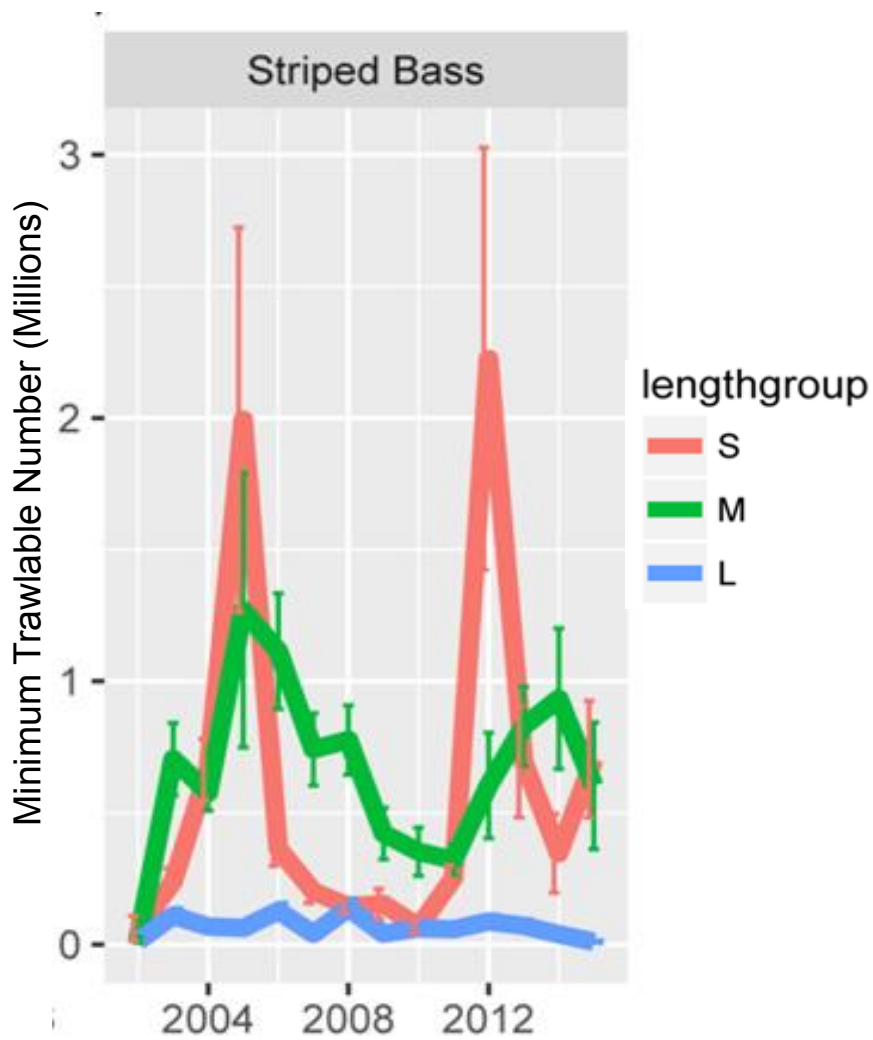 Striped Bass
Minimum Trawlable Number (Millions)
3
2
1
0
2004 2008 2012
lengthgroup
S
M
L